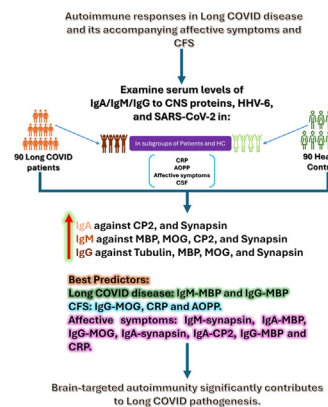 Autoimmune responses in Long COVID disease
and its accompanying affective symptoms and
CFS
Examine serum levels of
IgA/IgM/IgG to CNS proteins, HHV-6,
and SARS-CoV-2 in:
90 Long COVID
patients
In subgroups of Patients and HC
CRP
AOPP
Affective symptoms
CSF
90 Hea
Contr
IgA against CP2, and Synapsin
IgM against MBP, MOG, CP2, and Synapsin
IgG against Tubulin, MBP, MOG, and Synapsin
Best Predictors:
Long COVID disease: IgM-MBP and IgG-MBP
CFS: IgG-MOG, CRP and AOPP.
Affective symptoms: IgM-synapsin, IgA-MBP,
IgG-MOG, IgA-synapsin, IgA-CP2, IgG-MBP and
CRP.
Brain-targeted autoimmunity significantly contributes
to Long COVID pathogenesis.